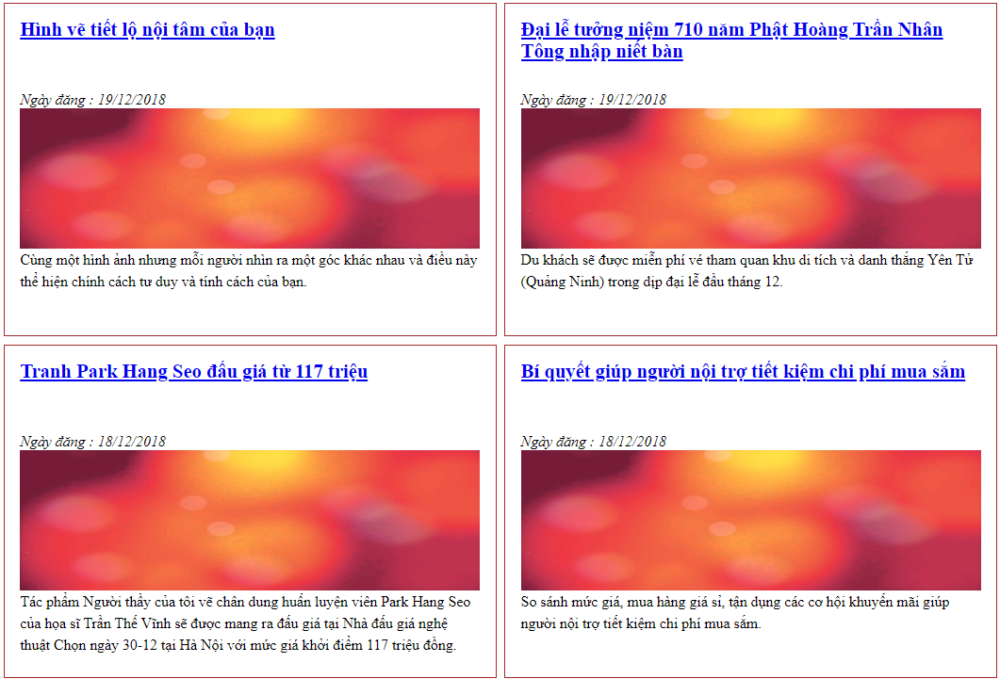 Hình vẽ tiết lộ nội tâm của bạn
Ngày đăng : 19/12/2018
Cùng một hình ảnh nhưng mỗi người nhìn ra một góc khác nhau và điều này
thể hiện chính cách tư duy và tính cách của bạn.
Đại lễ tưởng niệm 710 năm Phật Hoàng Trần Nhân
Tông nhập niết bàn
Ngày đăng : 19/12/2018
Du khách sẽ được miễn phí vé tham quan khu di tích và danh thắng Yên Tử
(Quảng Ninh) trong dịp đại lễ đầu tháng 12.
Tranh Park Hang Seo đấu giá từ 117 triệu
Ngày đăng : 18/12/2018
Tác phẩm Người thầy của tôi vẽ chân dung huấn luyện viên Park Hang Seo
của họa sĩ Trần Thế Vĩnh sẽ được mang ra đấu giá tại Nhà đấu giá nghệ
thuật Chọn ngày 30-12 tại Hà Nội với mức giá khởi điểm 117 triệu đồng.
Bí quyết giúp người nội trợ tiết kiệm chi phí mua sắm
Ngày đăng : 18/12/2018
So sánh mức giá, mua hàng giá sỉ, tận dụng các cơ hội khuyến mãi giúp
người nội trợ tiết kiệm chi phí mua sắm.